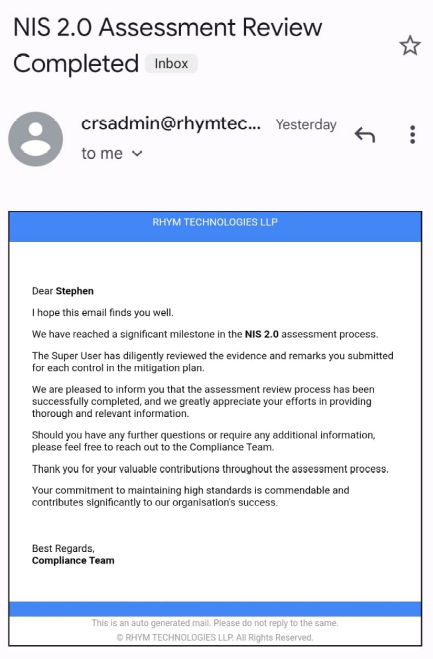 NIS 2.0 Assessment Review
Completed Inbox
crsadmin@rhymtec... Yesterday
to me
RHYM TECHNOLOGIES LLP
Dear Stephen
I hope this email finds you well.
We have reached a significant milestone in the NIS 2.0 assessment process.
The Super User has diligently reviewed the evidence and remarks you submitted
for each control in the mitigation plan.
We are pleased to inform you that the assessment review process has been
successfully completed, and we greatly appreciate your efforts in providing
thorough and relevant information.
Should you have any further questions or require any additional information,
please feel free to reach out to the Compliance Team.
Thank you for your valuable contributions throughout the assessment process.
Your commitment to maintaining high standards is commendable and
contributes significantly to our organisation's success.
Best Regards,
Compliance Team
This is an auto generated mail. Please do not reply to the same.
© RHYM TECHNOLOGIES LLP. All Rights Reserved.